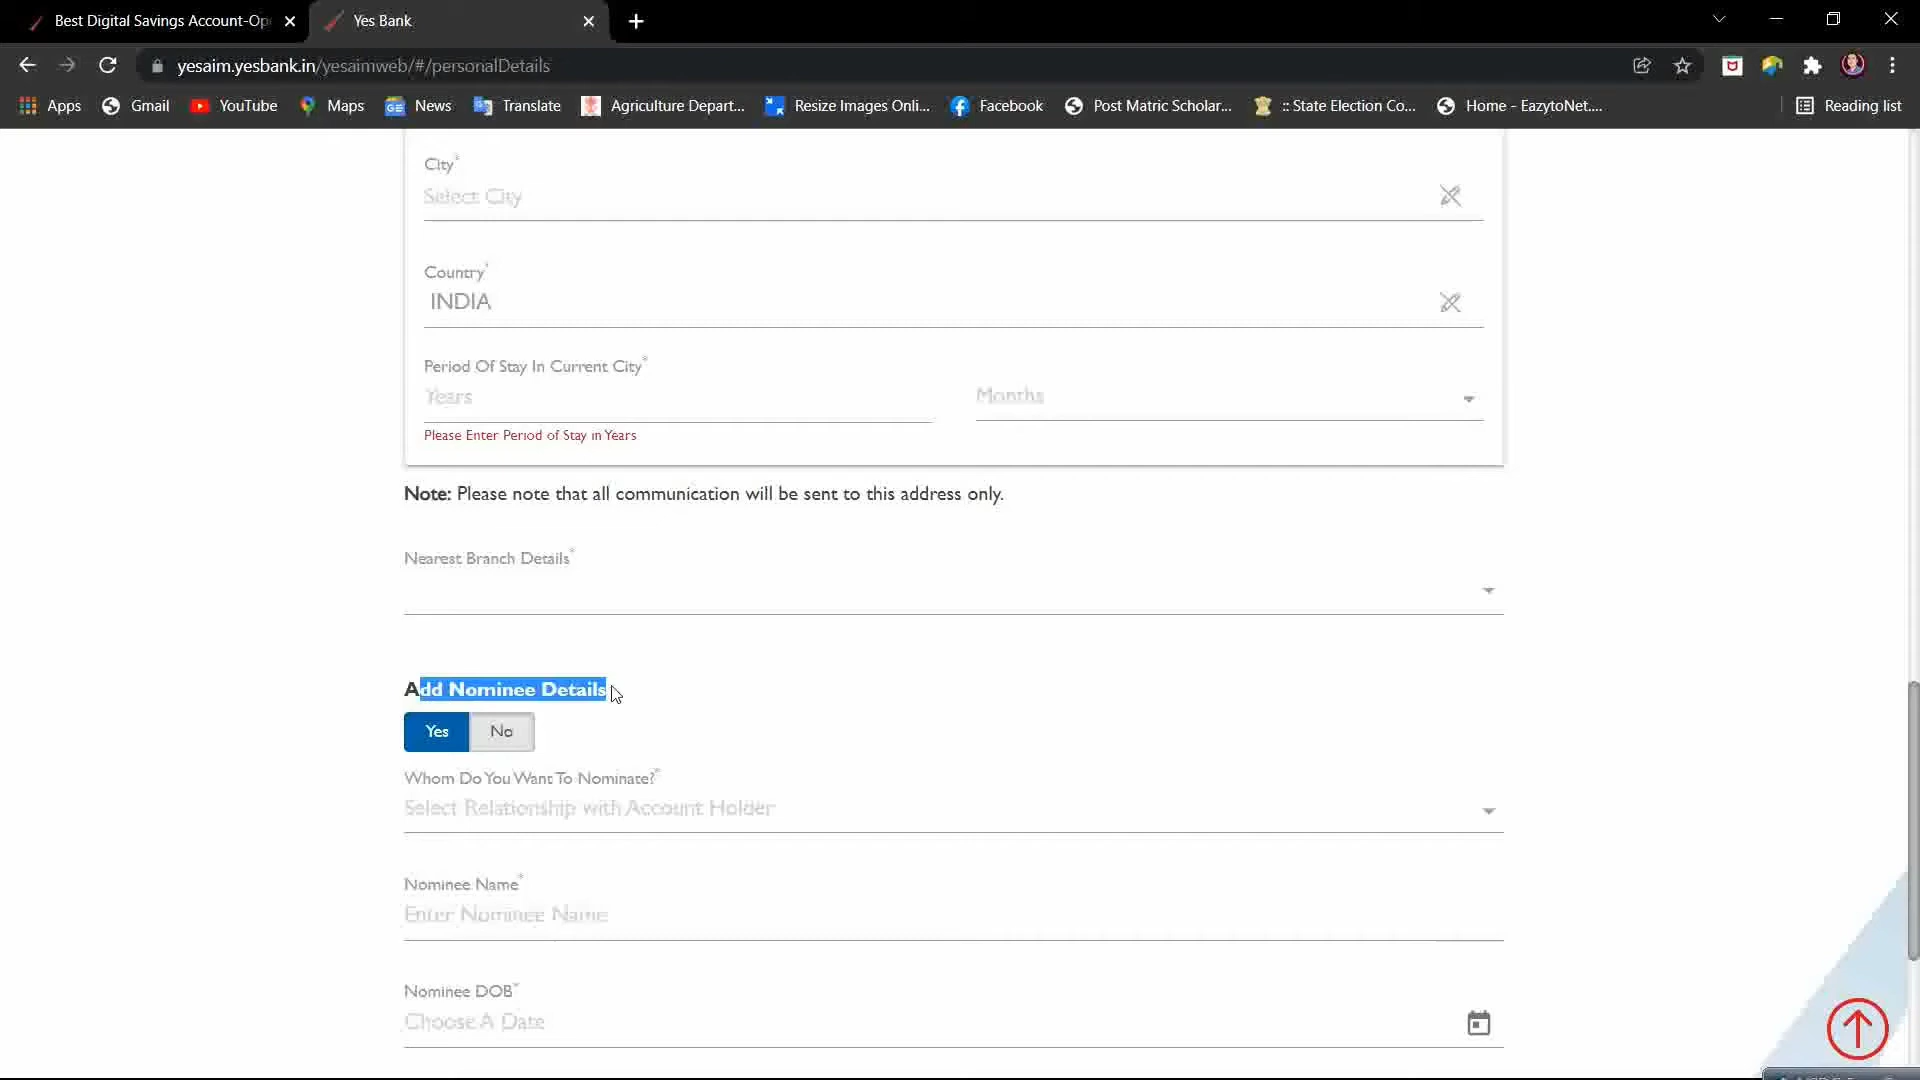 Best Digital Savings Account-Op
Yes Bank
yesaim.yesbank.in/yesaimweb/#/personalDetails
Apps
Gmail
YouTube
Maps
GE
News
Translate
Agriculture Depart...
Resize Images Onli...
Facebook
Post Matric Scholar...
:: State Election Co...
Home - EazytoNet....
Reading list
City*
Select City
Country*
INDIA
Period Of Stay In Current City*
Years
Months
Please Enter Period of Stay in Years
Note: Please note that all communication will be sent to this address only.
Nearest Branch Details*
Add Nominee Details
Yes
No
Whom Do You Want To Nominate?*
Select Relationship with Account Holder
Nominee Name*
Enter Nominee Name
Nominee DOB*
Choose A Date